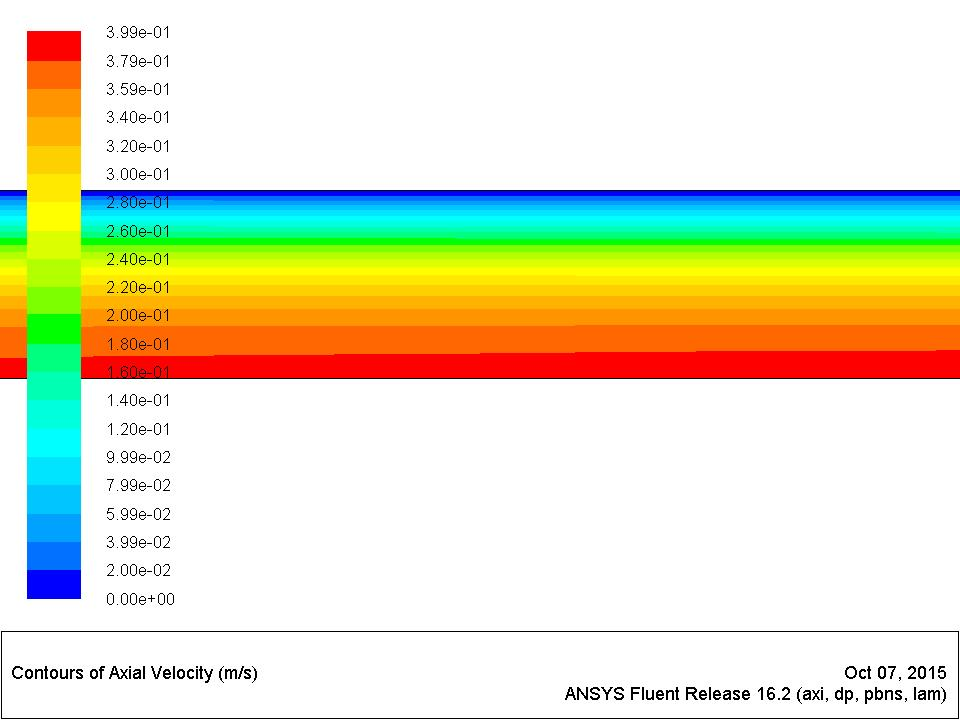 3.99e-01
3.79e-01
3.59e-01
3.40e-01
3.20e-01
3.00e-01
2.80e-01
2.60e-01
2.40e-01
2.20e-01
2.00e-01
1.80e-01
1.60e-01
1.40e-01
1.20e-01
9.99e-02
7.99e-02
5.99e-02
3.99e-02
2.00e-02
0.00e+00
Contours of Axial Velocity (m/s)
Oct 07, 2015
ANSYS Fluent Release 16.2 (axi, dp, pbns, lam)